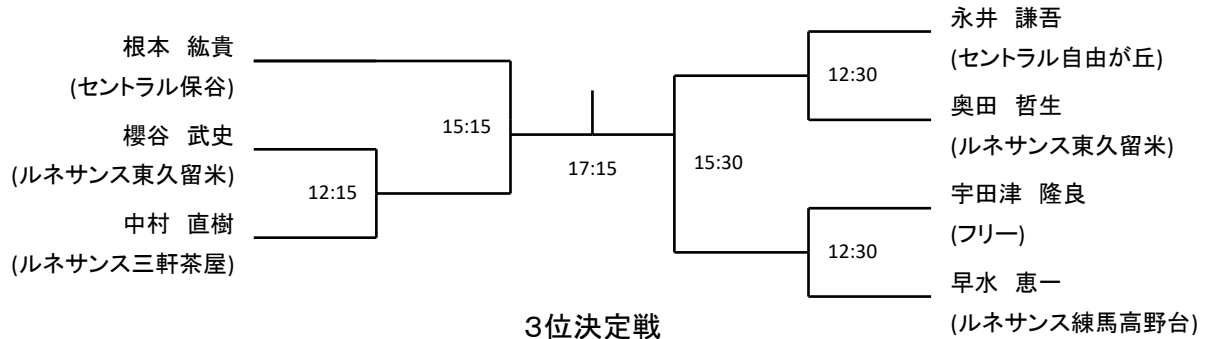 根本　紘貴
(セントラル保谷)
櫻谷　武史
(ルネサンス東久留米)
中村　直樹
(ルネサンス三軒茶屋)
12:15
15:15
17:15
15:30
12:30
12:30
永井　謙吾
(セントラル自由が丘)
奥田　哲生
(ルネサンス東久留米)
宇田津　隆良
(フリー)
早水　恵一
(ルネサンス練馬高野台)
３位決定戦